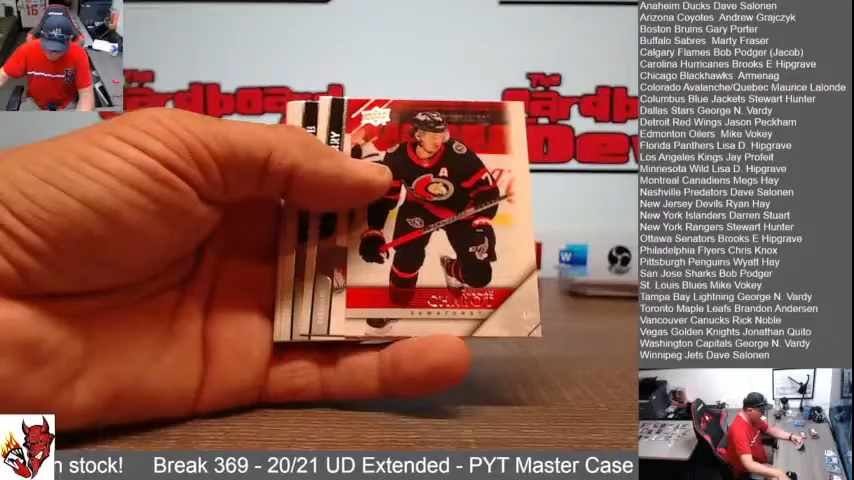 Anaheim Ducks Dave Salonen
Arizona Coyotes Andrew Grajczyk
Boston Bruins Gary Porter
Buffalo Sabres Marty Fraser
Calgary Flames Bob Podger (Jacob)
Carolina Hurricanes Brooks E Hipgrave
Chicago Blackhawks Armenag
Colorado Avalanche/Quebec Maurice Lalonde
Columbus Blue Jackets Stewart Hunter
Dallas Stars George N. Vardy
Detroit Red Wings Jason Peckham
Edmonton Oilers Mike Vokey
Florida Panthers Lisa D. Hipgrave
Los Angeles Kings Jay Profeit
Minnesota Wild Lisa D. Hipgrave
Montreal Canadiens Megs Hay
Nashville Predators Dave Salonen
New Jersey Devils Ryan Hay
New York Islanders Darren Stuart
New York Rangers Stewart Hunter
Ottawa Senators Brooks E Hipgrave
Philadelphia Flyers Chris Knox
Pittsburgh Penguins Wyatt Hay
San Jose Sharks Bob Podger
St. Louis Blues Mike Vokey
Tampa Bay Lightning George N. Vardy
Toronto Maple Leafs Brandon Andersen
Vancouver Canucks Rick Noble
Vegas Golden Knights Jonathan Quito
Washington Capitals George N. Vardy
Winnipeg Jets Dave Salonen
The
The
CHABOT
SENATORS
n stock! Break 369 - 20/21 UD Extended - PYT Master Case